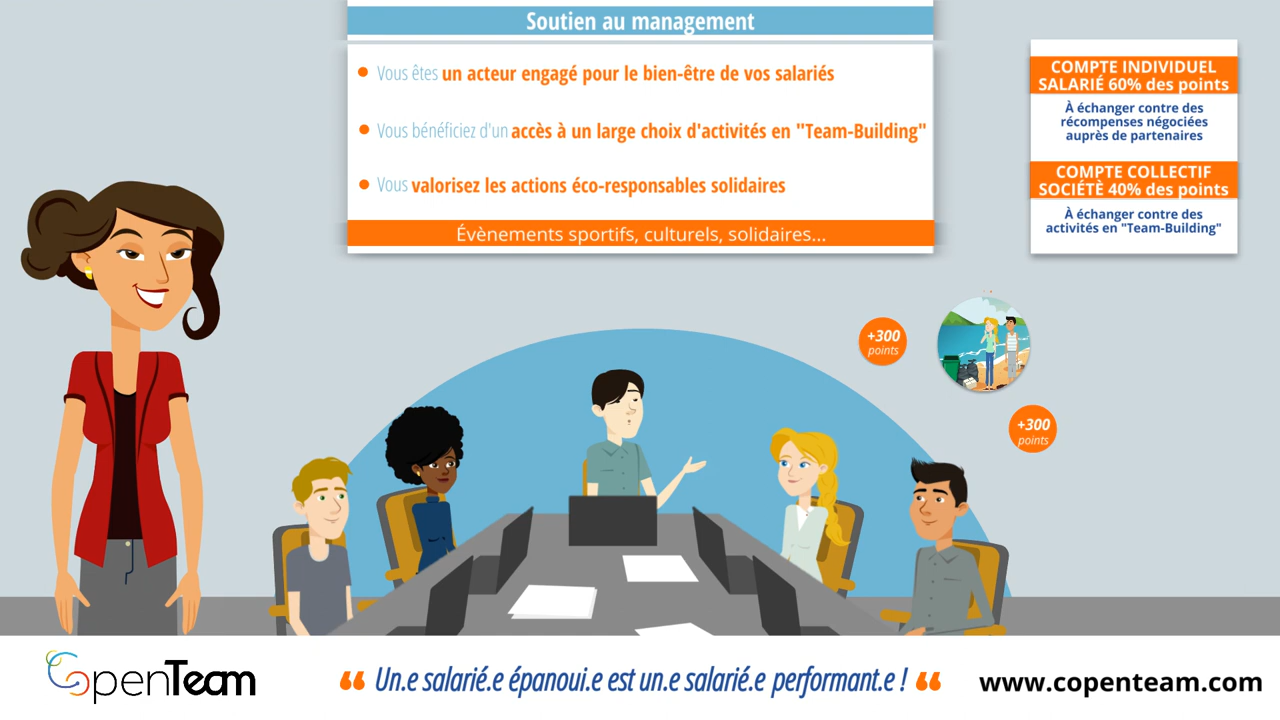 Soutien au management
Vous êtes un acteur engagé pour le bien-être de vos salariés
Vous bénéficiez d'un accès à un large choix d'activités en "Team-Building"
Vous valorisez les actions éco-responsables solidaires
Évènements sportifs, culturels, solidaires...
COMPTE INDIVIDUEL
SALARIÉ 60% des points
À échanger contre des
récompenses négociées
auprès de partenaires
COMPTE COLLECTIF
SOCIÉTÈ 40% des points
À échanger contre des
activités en "Team-Building"
+300
points
+300
points
CopenTeam
“ Un.e salarié.e épanoui.e est un.e salarié.e performant.e ! “
www.copenteam.com